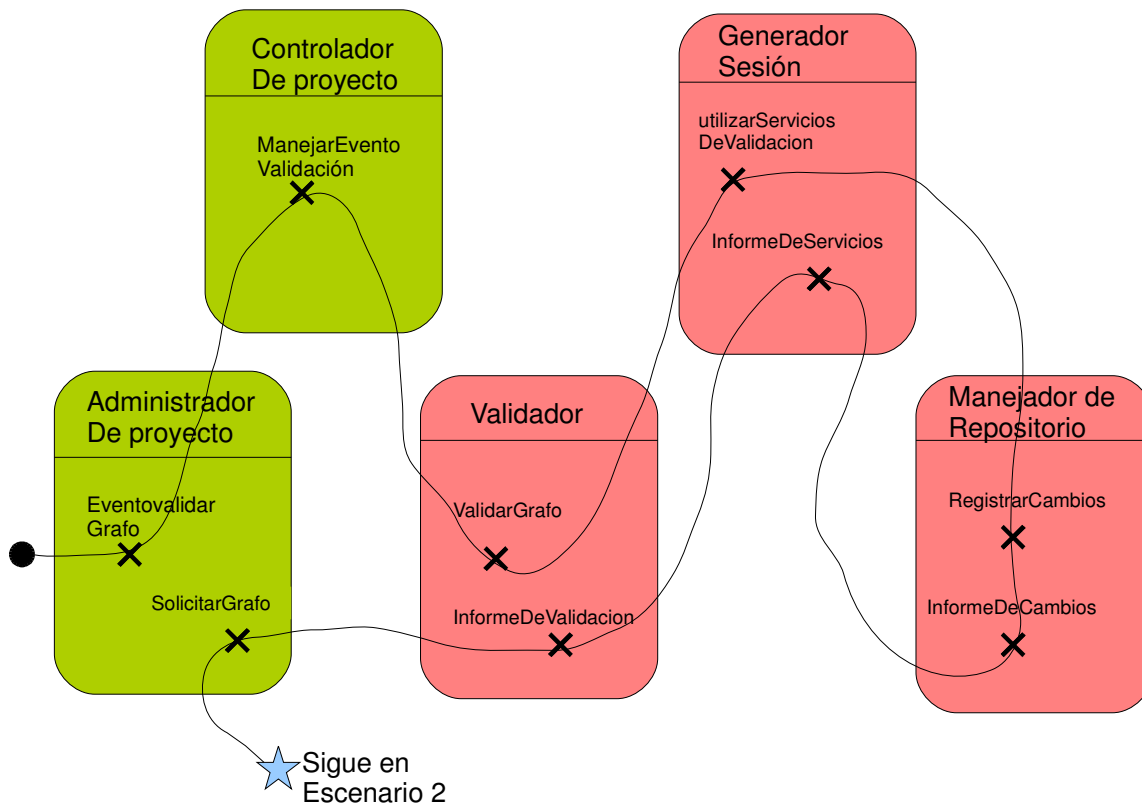 Controlador
De proyecto
ManejarEvento
Validación
Generador
Sesión
utilizarServicios
DeValidacion
InformeDeServicios
Administrador
De proyecto
Eventovalidar
Grafo
SolicitarGrafo
Validador
ValidarGrafo
InformeDeValidacion
Manejador de
Repositorio
RegistrarCambios
InformeDeCambios
Sigue en
Escenario 2